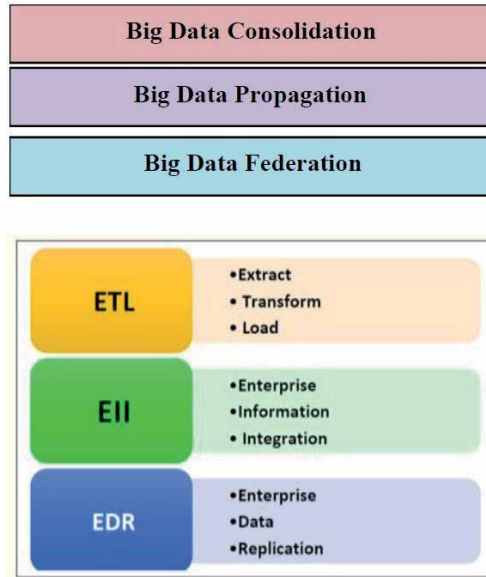 Big Data Consolidation
Big Data Propagation
Big Data Federation
ETL
•Extract
• Transform
• Load
EII
•Enterprise
•Information
• Integration
EDR
•Enterprise
•Data
•Replication